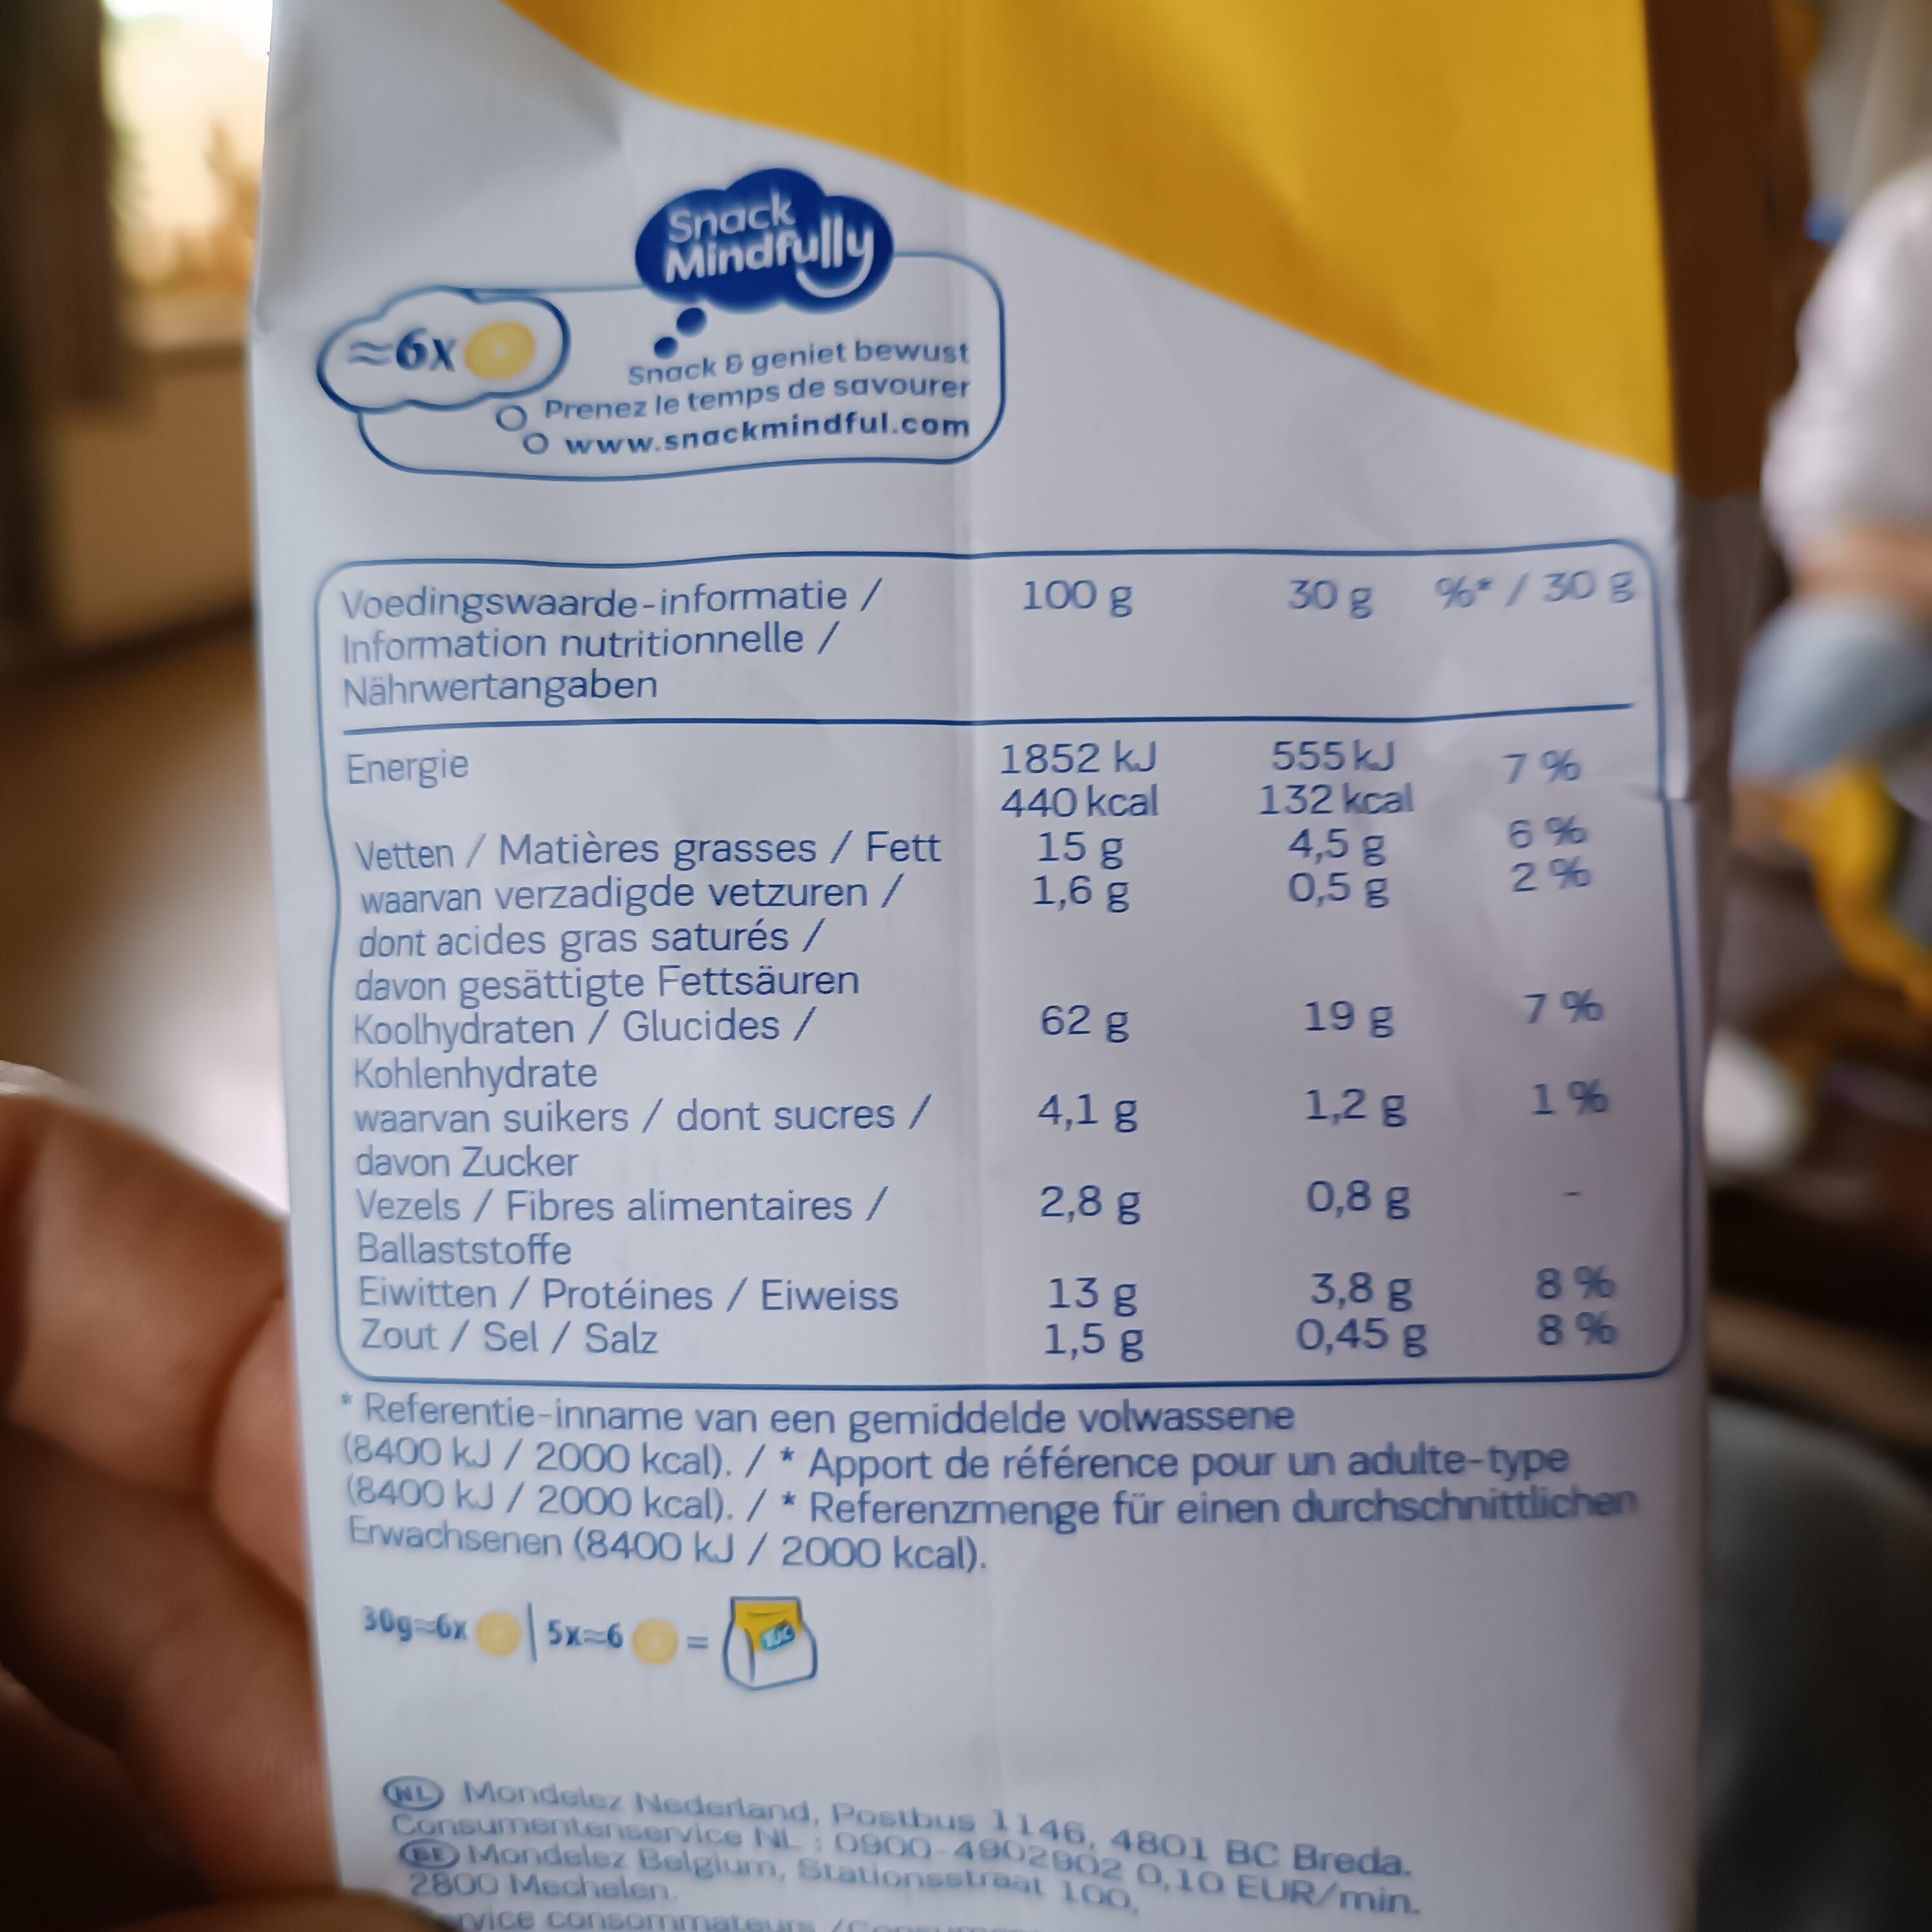 Snack
Mindfully
≈6x
Snack & geniet bewust
Prenez le temps de savourer
www.snackmindful.com
Voedingswaarde-informatie / 100 g 30 g %* / 30 g
Information nutritionnelle /
Nährwertangaben
Energie 1852 kJ 555 kJ 7 %
440 kcal 132 kcal
Vetten / Matières grasses / Fett 15 g 4,5 g 6 %
waarvan verzadigde vetzuren / 1,6 g 0,5 g 2 %
dont acides gras saturés /
davon gesättigte Fettsäuren
Koolhydraten / Glucides / 62 g 19 g 7 %
Kohlenhydrate
waarvan suikers / dont sucres / 4,1 g 1,2 g 1 %
davon Zucker
Vezels / Fibres alimentaires / 2,8 g 0,8 g -
Ballaststoffe
Eiwitten / Protéines / Eiweiss 13 g 3,8 g 8 %
Zout / Sel / Salz 1,5 g 0,45 g 8 %
* Referentie-inname van een gemiddelde volwassene
(8400 kJ / 2000 kcal). / * Apport de référence pour un adulte-type
(8400 kJ / 2000 kcal). / * Referenzmenge für einen durchschnittlichen
Erwachsenen (8400 kJ / 2000 kcal).
30g≈6x | 5x≈6 = TUC
NL Mondelez Nederland, Postbus 1146, 4801 BC Breda.
Consumentenservice NL : 0900-4902902 0,10 EUR/min.
BE Mondelez Belgium, Stationsstraat 100,
2800 Mechelen.
consommateurs /